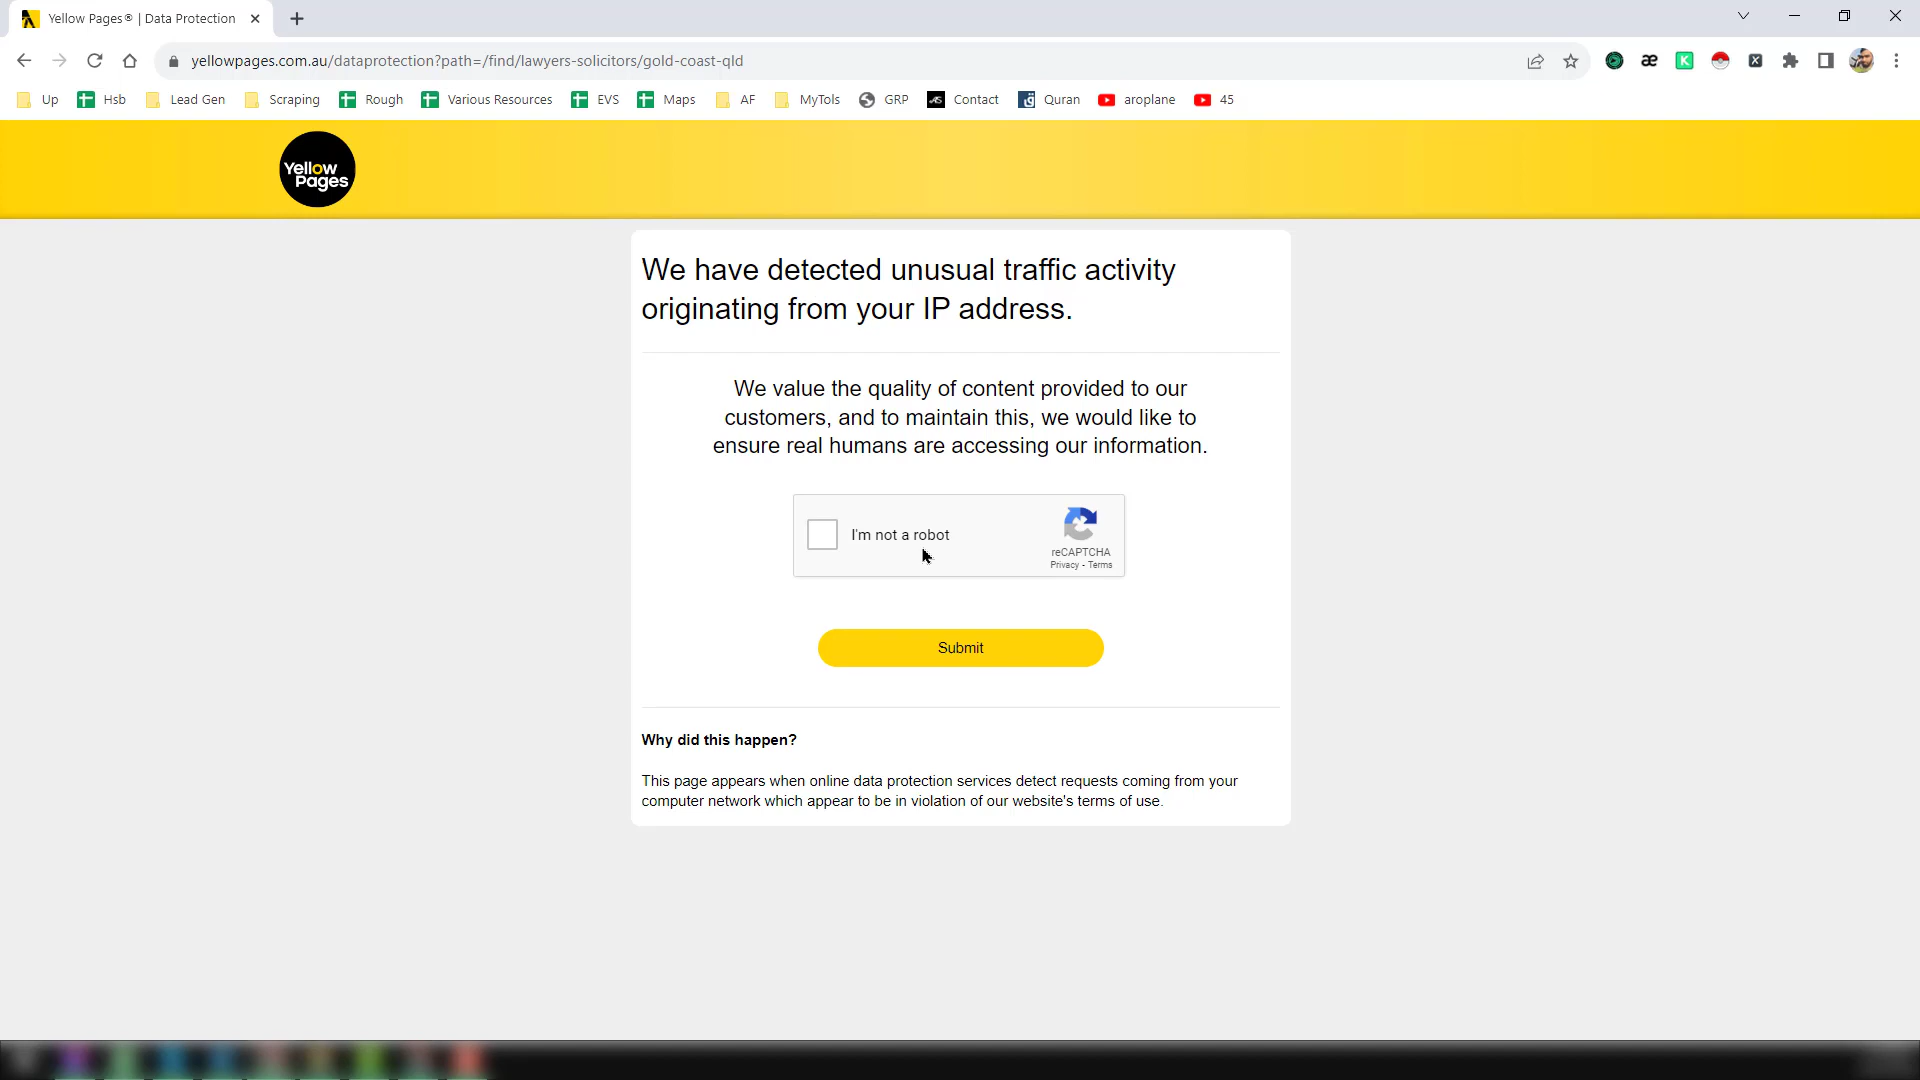 Yellow Pages® | Data Protection
yellowpages.com.au/dataprotection?path=/find/lawyers-solicitors/gold-coast-qld
Up Hsb Lead Gen Scraping Rough Various Resources EVS Maps AF MyTols GRP Contact Quran aroplane 45
Yellow
Pages
We have detected unusual traffic activity
originating from your IP address.
We value the quality of content provided to our
customers, and to maintain this, we would like to
ensure real humans are accessing our information.
I'm not a robot
reCAPTCHA
Privacy - Terms
Submit
Why did this happen?
This page appears when online data protection services detect requests coming from your
computer network which appear to be in violation of our website's terms of use.